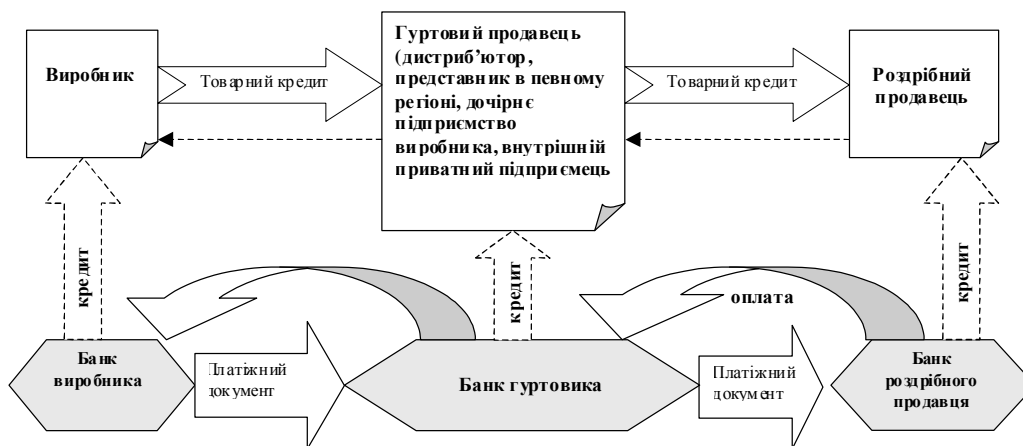 Виробник
Товарний кредит
Гуртовий продавець
(дистриб’ютор,
представник в певному
регіоні, дочірнє
підприємство
виробника, внутрішній
приватний підприємець
Товарний кредит
Роздрібний
продавець
кредит
кредит
оплата
кредит
Банк
виробника
Платіжний
документ
Банк гуртовика
Платіжний
документ
Банк
роздрібного
продавця